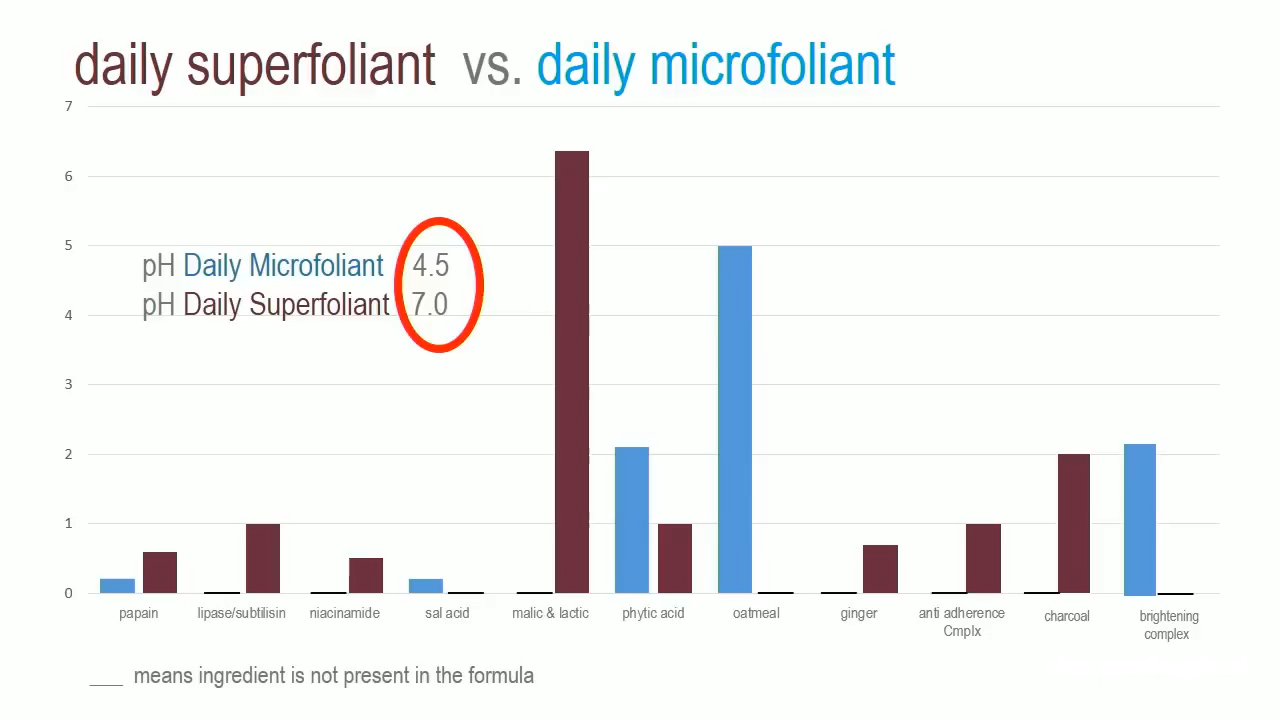 daily superfoliant vs. daily microfoliant
7
6
5
4
3
2
1
0
pH Daily Microfoliant 4.5
pH Daily Superfoliant 7.0
papain
lipase/subtilisin
niacinamide
sal acid
malic & lactic
phytic acid
oatmeal
ginger
anti adherence
Cmplx
charcoal
brightening
complex
___ means ingredient is not present in the formula